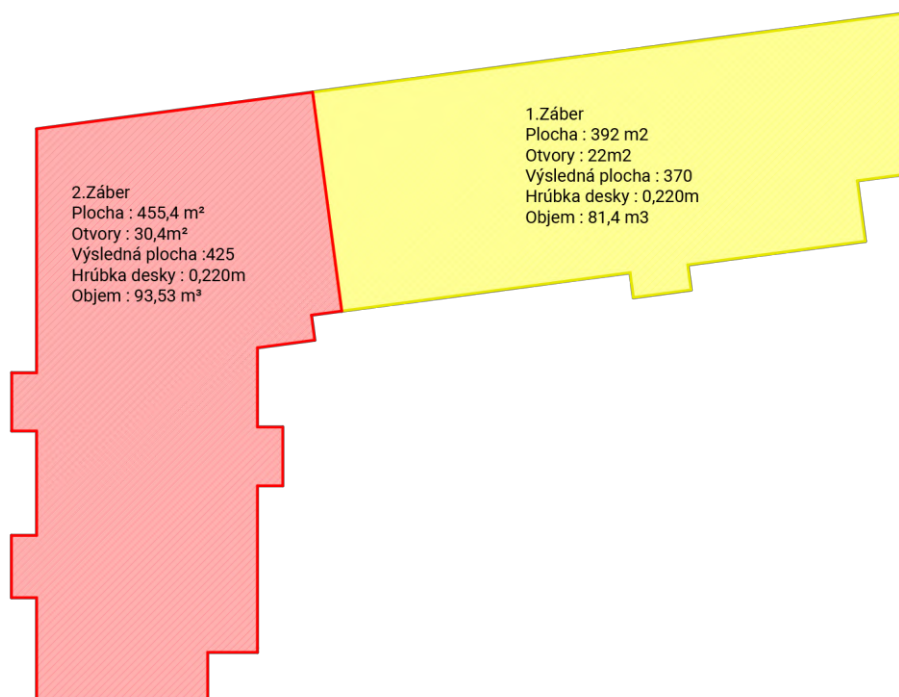 1.Záber
Plocha : 392 m2
Otvory : 22m2
Výsledná plocha : 370
Hrúbka desky : 0,220m
Objem : 81,4 m3
2.Záber
Plocha : 455,4 m²
Otvory : 30,4m²
Výsledná plocha :425
Hrúbka desky : 0,220m
Objem : 93,53 m³